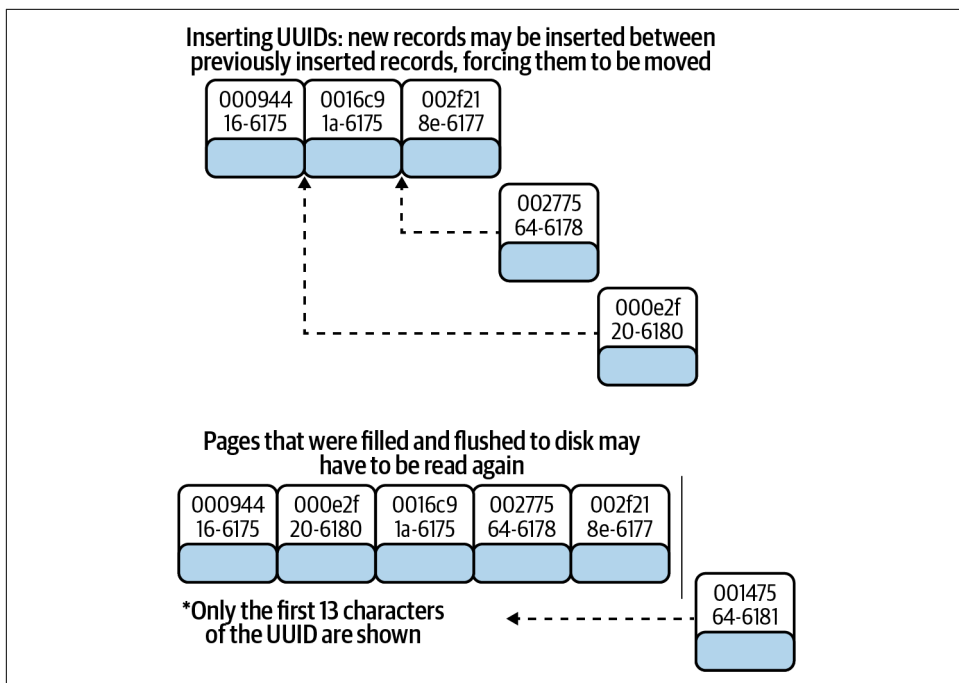 Inserting UUIDs: new records may be inserted between
previously inserted records, forcing them to be moved
000944
16-6175
0016c9
1a-6175
002f21
8e-6177
002775
64-6178
000e2f
20-6180
Pages that were filled and flushed to disk may
have to be read again
000944
16-6175
000e2f
20-6180
0016c9
1a-6175
002775
64-6178
002f21
8e-6177
*Only the first 13 characters
of the UUID are shown
001475
64-6181